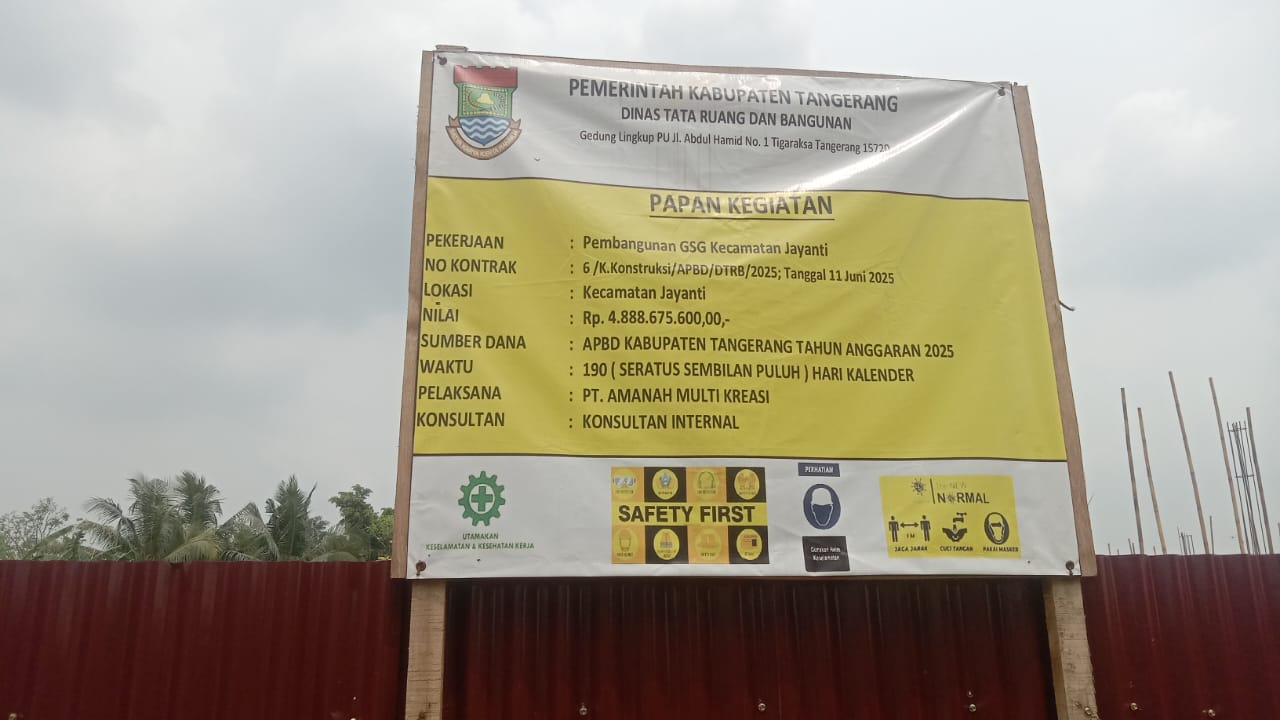 PEMERINTAH KABUPATEN TANGERANG
DINAS TATA RUANG DAN BANGUNAN
Gedung Lingkup PU Jl. Abdul Hamid No. 1 Tigaraksa Tangerang 15720
PAPAN KEGIATAN
PEKERJAAN : Pembangunan GSG Kecamatan Jayanti
NO KONTRAK : 6 /K.Konstruksi/APBD/DTRB/2025; Tanggal 11 Juni 2025
LOKASI : Kecamatan Jayanti
NILAI : Rp. 4.888.675.600,00,-
SUMBER DANA : APBD KABUPATEN TANGERANG TAHUN ANGGARAN 2025
WAKTU : 190 ( SERATUS SEMBILAN PULUH ) HARI KALENDER
PELAKSANA : PT. AMANAH MULTI KREASI
KONSULTAN : KONSULTAN INTERNAL
UTAMAKAN
KESELAMATAN & KESEHATAN KERJA
SAFETY FIRST
PERHATIAN
NEW
NORMAL
1 M
JAGA JARAK CUCI TANGAN PAKAI MASKER